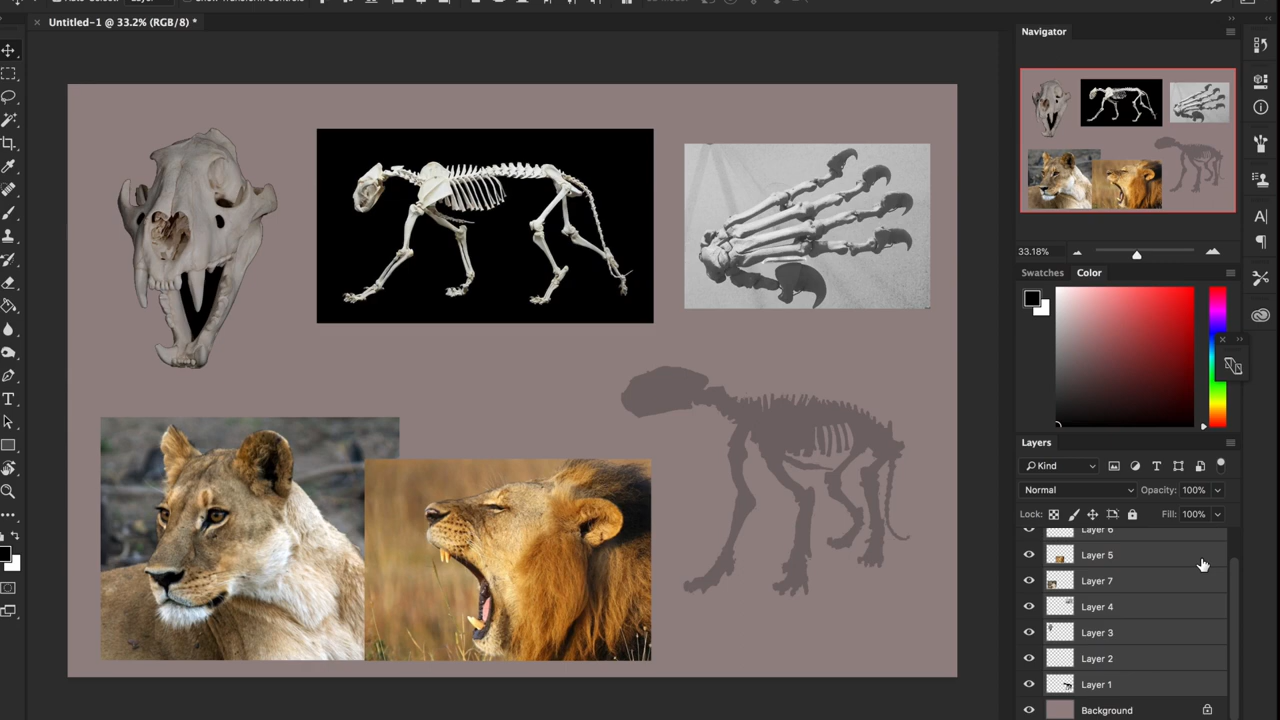 Untitled-1 @ 33.2% (RGB/8) *
Navigator
33.18%
Swatches
Color
Layers
Kind
Normal
Opacity: 100%
Lock:
Fill: 100%
Layer 6
Layer 5
Layer 7
Layer 4
Layer 3
Layer 2
Layer 1
Background